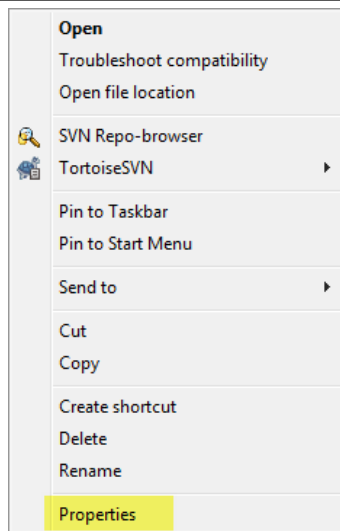 Open
Troubleshoot compatibility
Open file location
SVN Repo-browser
TortoiseSVN
Pin to Taskbar
Pin to Start Menu
Send to
Cut
Copy
Create shortcut
Delete
Rename
Properties